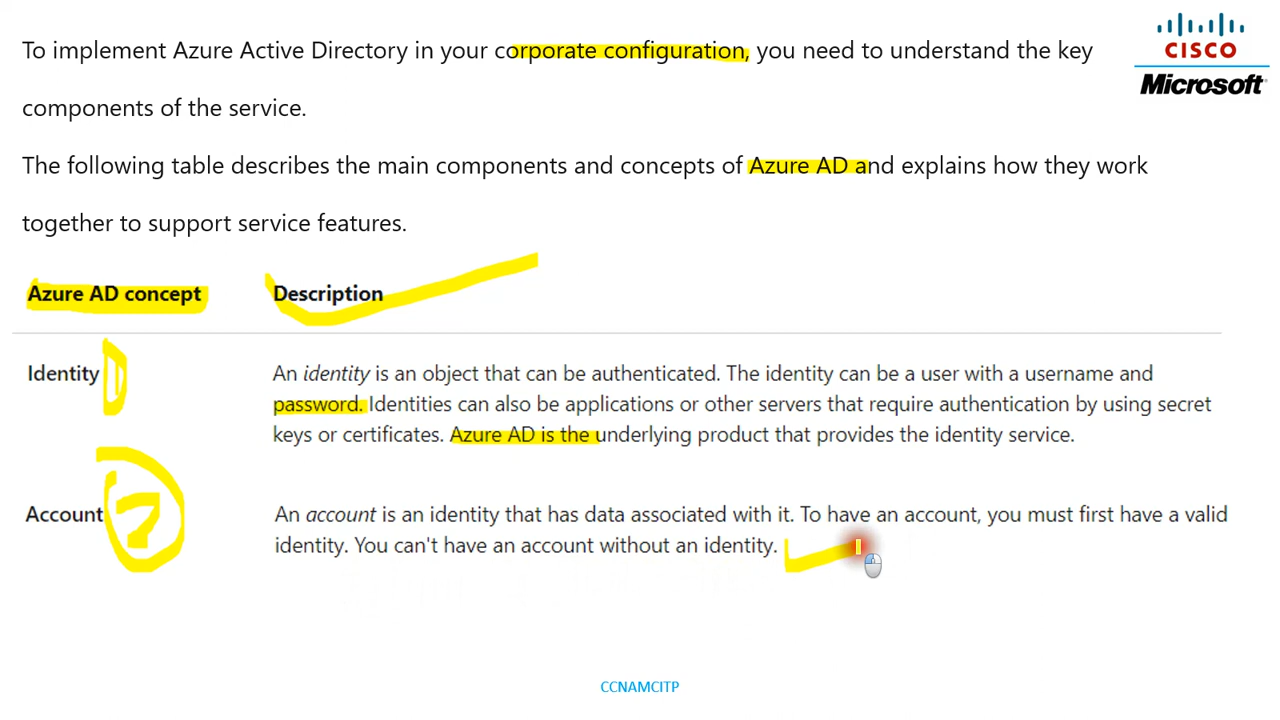 To implement Azure Active Directory in your corporate configuration, you need to understand the key
CISCO
Microsoft
components of the service.
The following table describes the main components and concepts of Azure AD and explains how they work
together to support service features.
Azure AD concept Description
Identity An identity is an object that can be authenticated. The identity can be a user with a username and
password. Identities can also be applications or other servers that require authentication by using secret
keys or certificates. Azure AD is the underlying product that provides the identity service.
Account An account is an identity that has data associated with it. To have an account, you must first have a valid
identity. You can't have an account without an identity.
CCNAMCITP